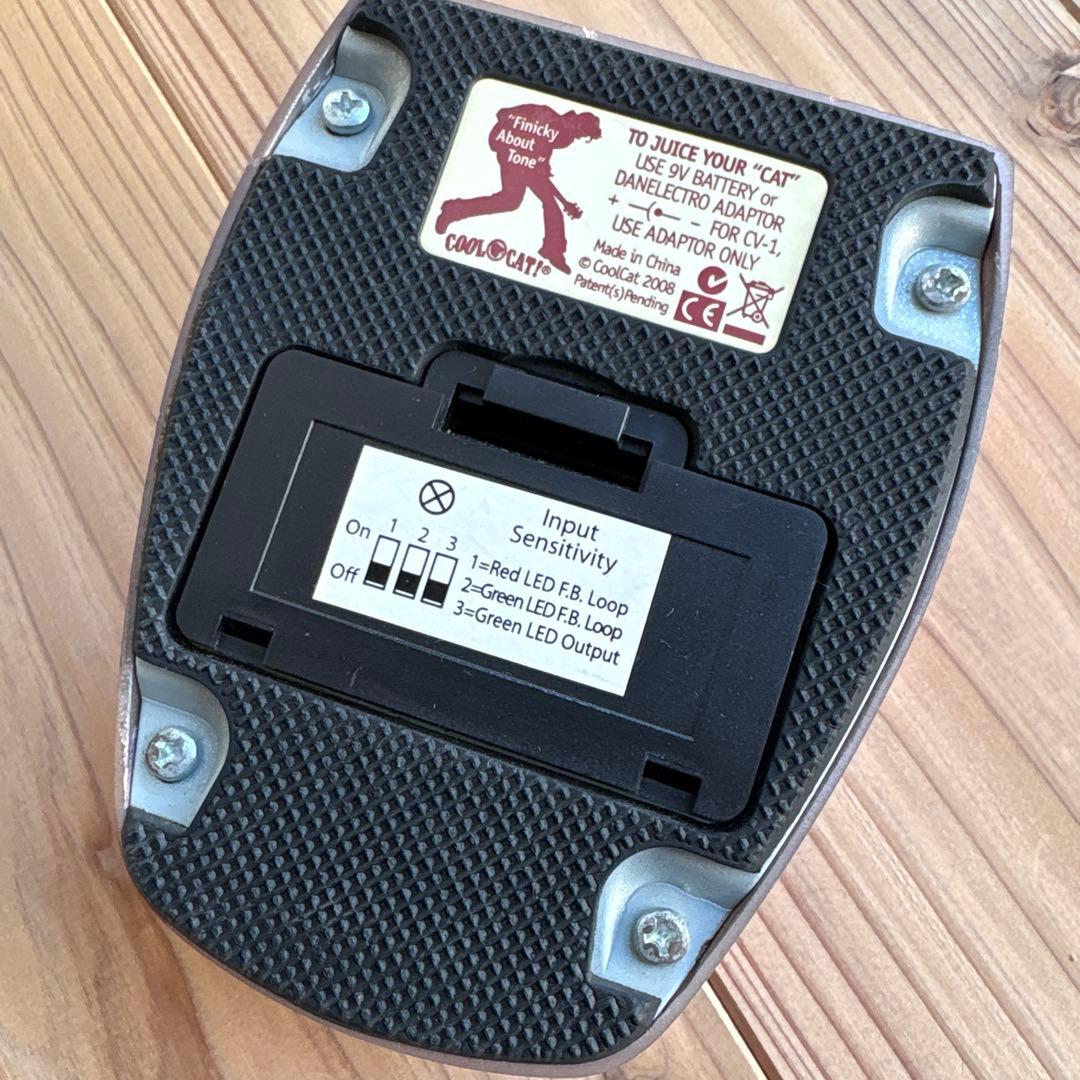 "Finicky
About
Tone"
COOL CAT!®
TO JUICE YOUR "CAT"
USE 9V BATTERY or
DANELECTRO ADAPTOR
+ - FOR CV-1,
USE ADAPTOR ONLY
Made in China
© CoolCat 2008
Patent(s) Pending
CE
Input
Sensitivity
On 1 2 3
Off
1=Red LED F.B. Loop
2=Green LED F.B. Loop
3=Green LED Output